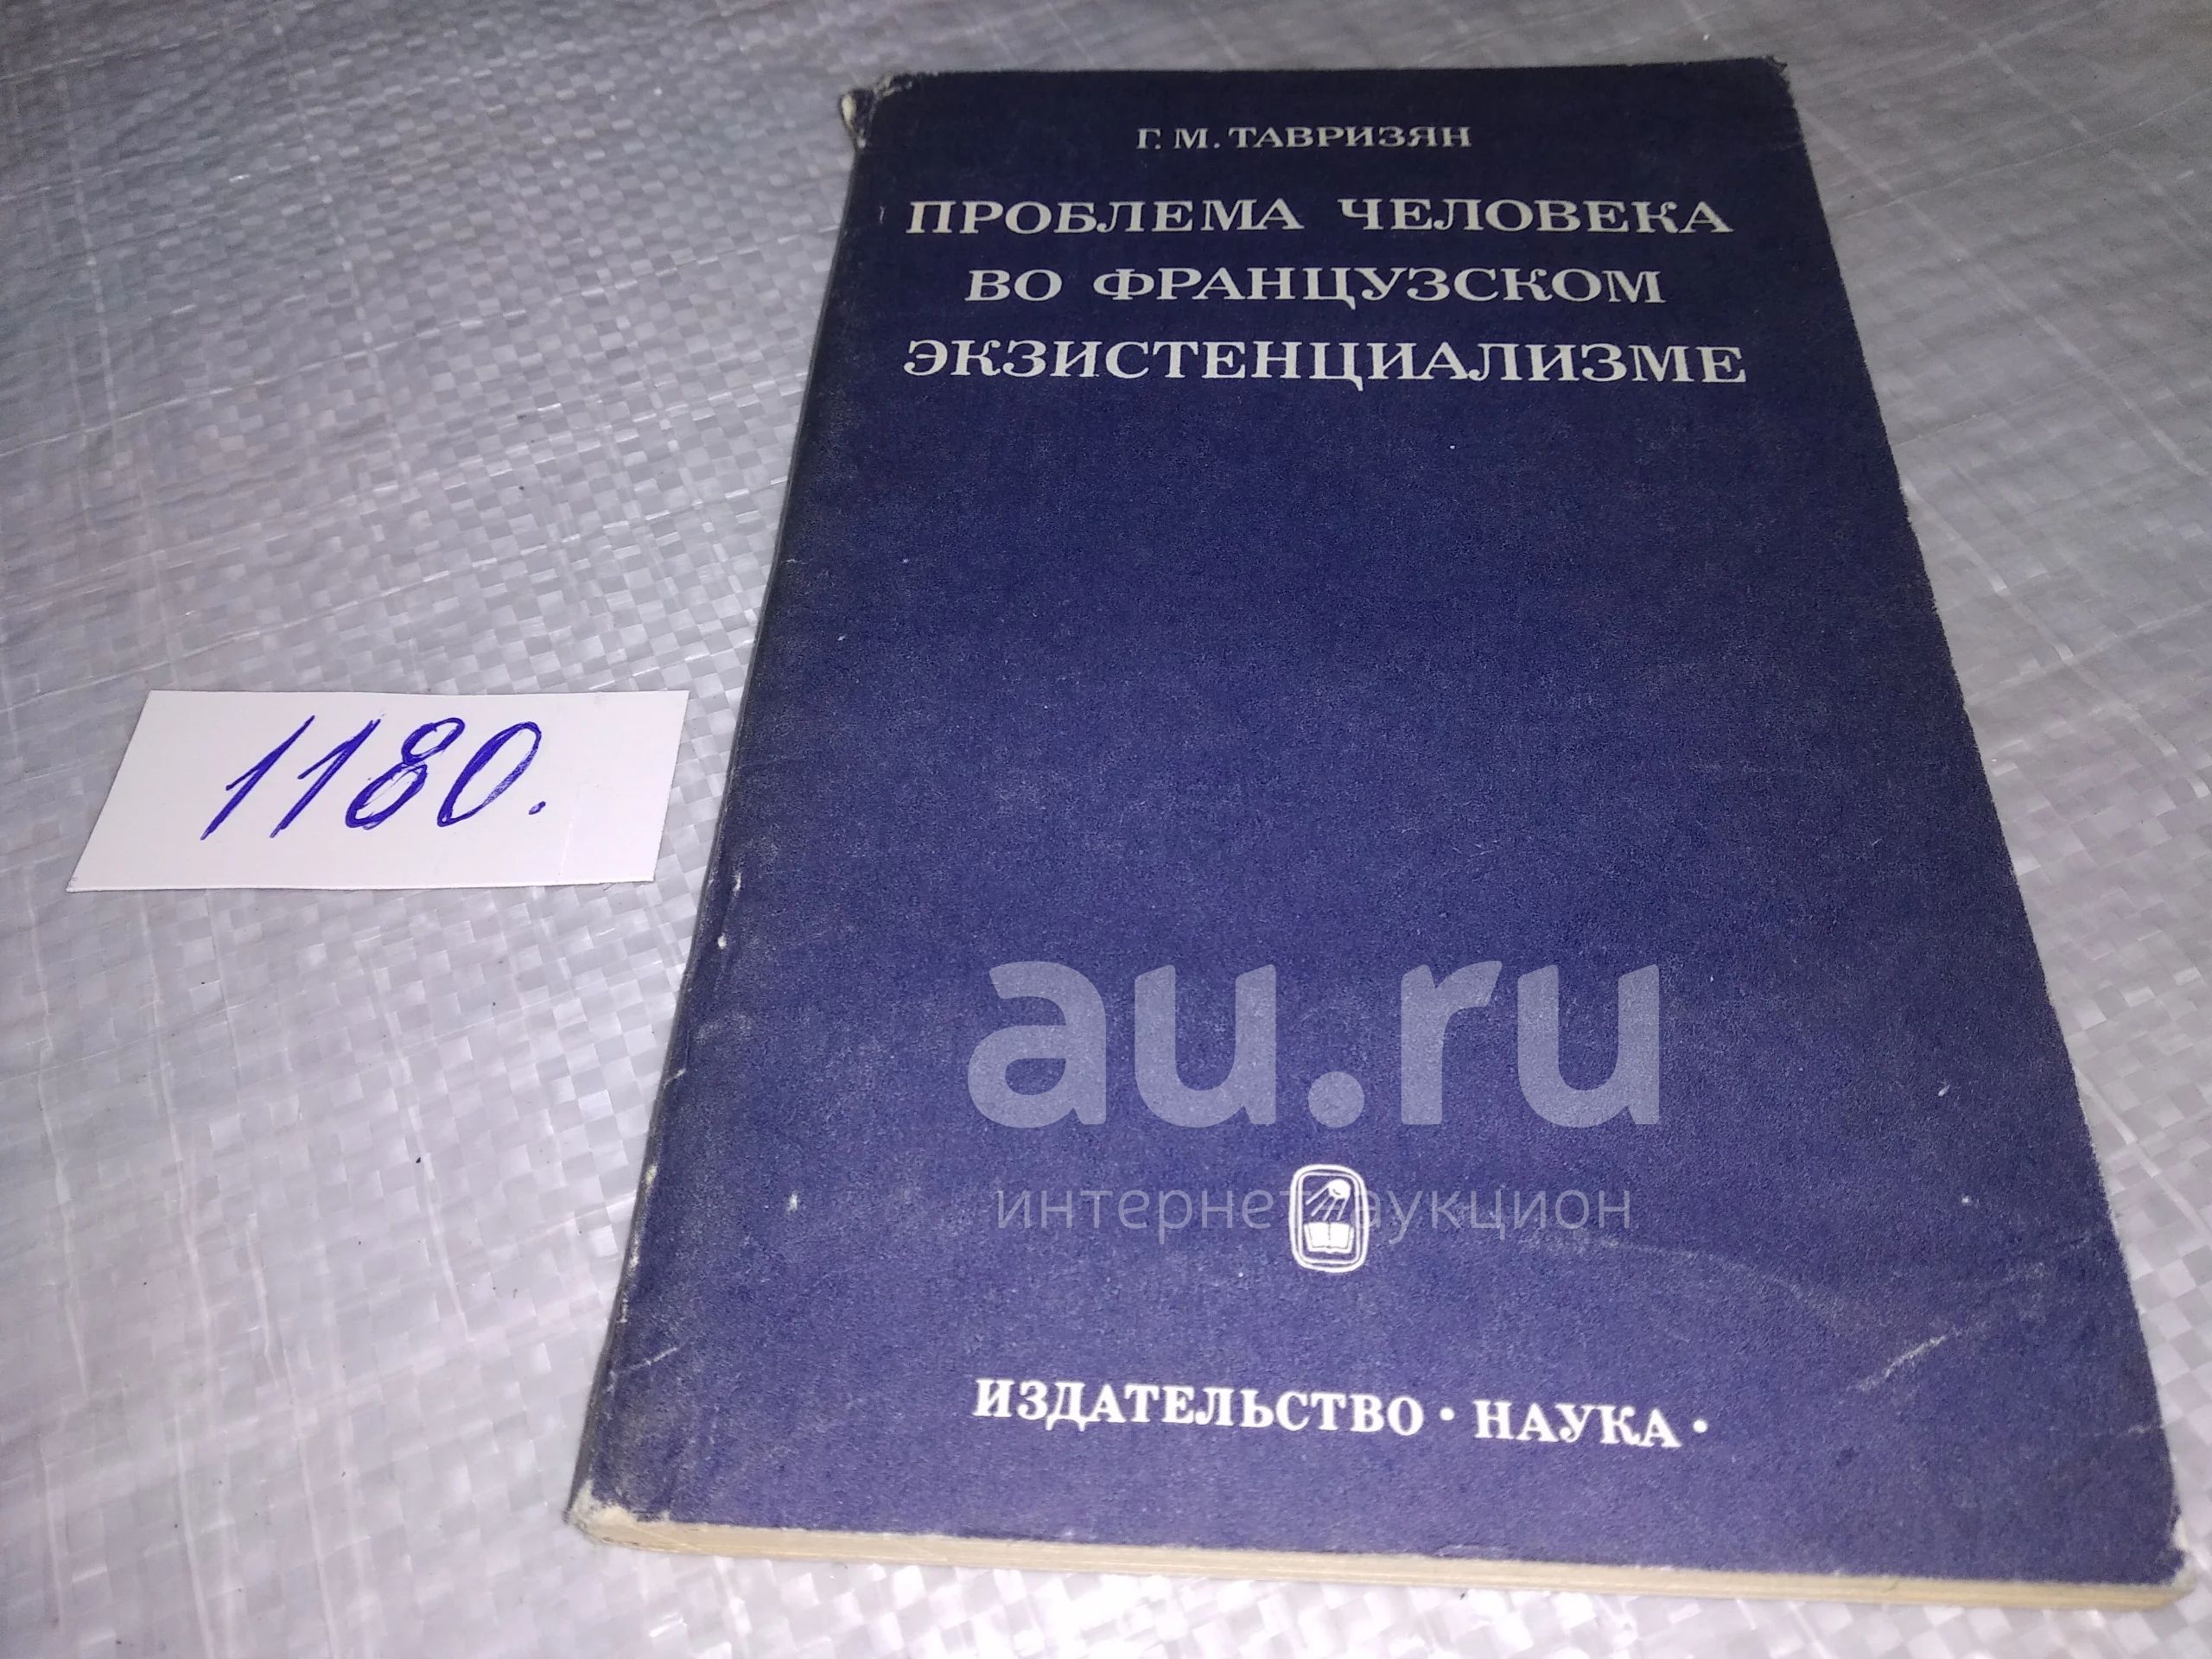 Г. М. ТАВРИЗЯН
ПРОБЛЕМА ЧЕЛОВЕКА
ВО ФРАНЦУЗСКОМ
ЭКЗИСТЕНЦИАЛИЗМЕ
1180.
au.ru
интернет аукцион
ИЗДАТЕЛЬСТВО • НАУКА •